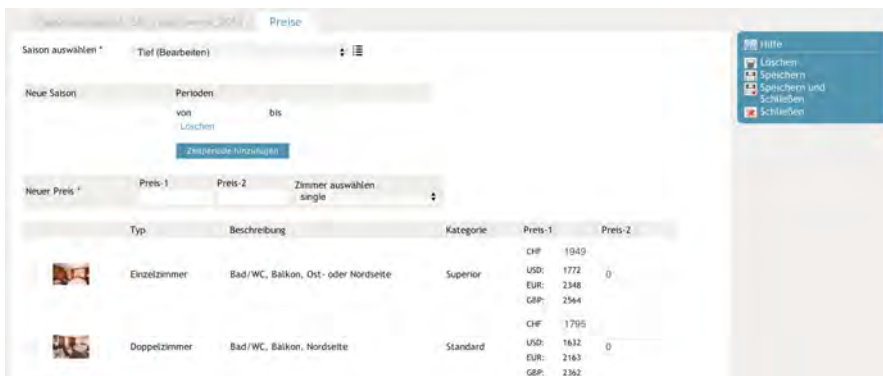 Preise
Saison auswählen *
Tief (Bearbeiten)
Neue Saison
Perioden
von bis
Löschen
Zeitperiode hinzufügen
Neuer Preis *
Preis-1 Preis-2 Zimmer auswählen
single
Typ Beschreibung Kategorie Preis-1 Preis-2
Einzelzimmer Bad/WC, Balkon, Ost- oder Nordseite Superior
CHF 1949
USD: 1772
EUR: 2348
GBP: 2564
0
Doppelzimmer Bad/WC, Balkon, Nordseite Standard
CHF 1795
USD: 1632
EUR: 2163
GBP: 2362
0
Hilfe
Löschen
Speichern
Speichern und
Schließen
Schließen